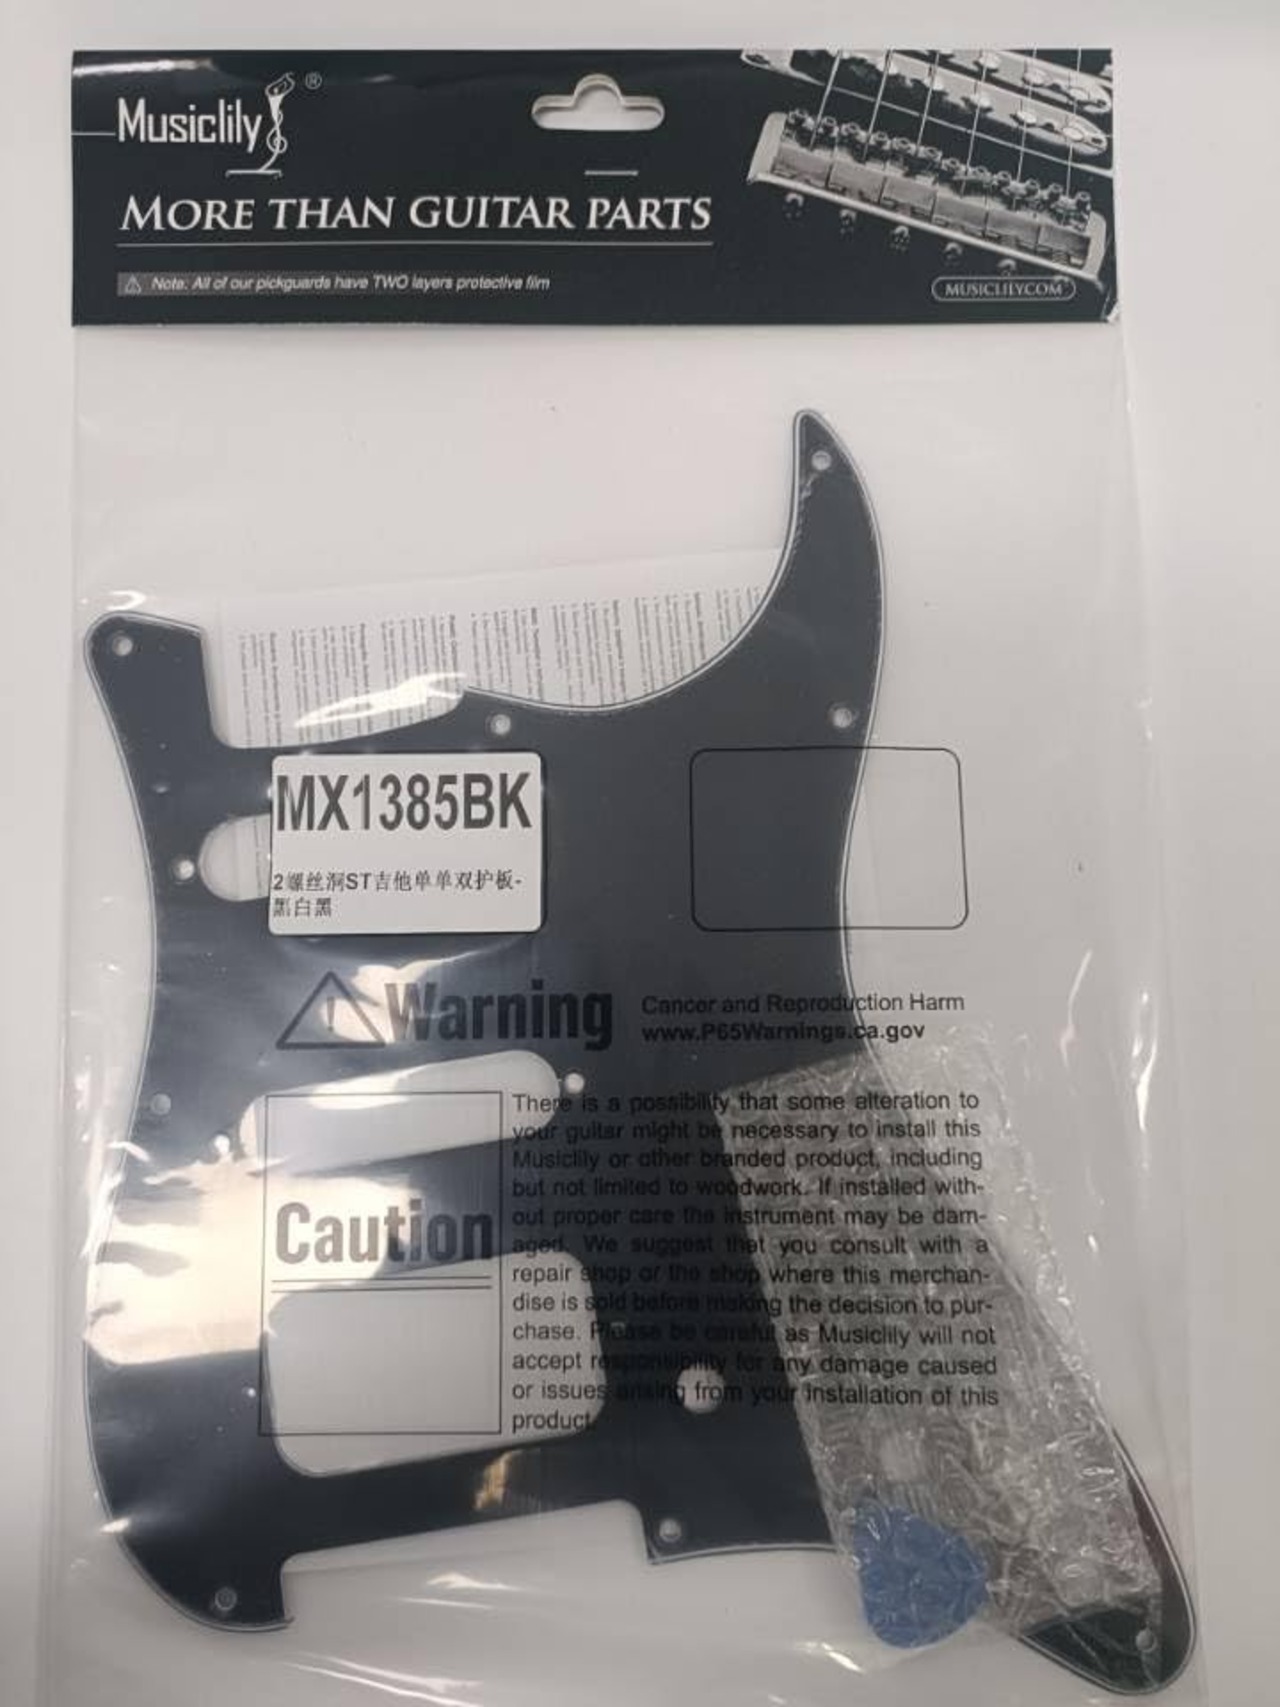 Musiclily®
MORE THAN GUITAR PARTS
Note. All of our pickguards have TWO layers protective film
MUSICLILY.COM
MX1385BK
2螺丝洞ST吉他单单双护板-
黑白黑
Warning
Cancer and Reproduction Harm
www.P65Warnings.ca.gov
Caution
There is a possibility that some alteration to
your guitar might be necessary to install this
Musiclily or other branded product, including
but not limited to woodwork. If installed with-
out proper care the instrument may be dam-
aged. We suggest that you consult with a
repair shop or the shop where this merchan-
dise is sold before making the decision to pur-
chase. Please be careful as Musiclily will not
accept responsibility for any damage caused
or issues arising from your installation of this
product.